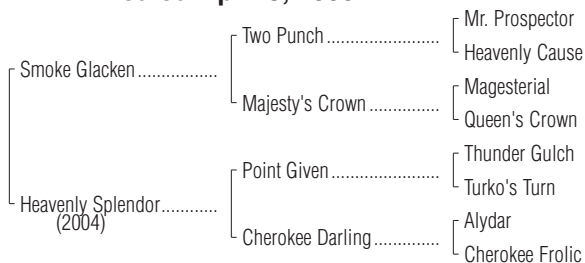 Mr. Prospector
Two Punch
Heavenly Cause
Smoke Glacken
Magesterial
Majesty's Crown
Queen's Crown
Thunder Gulch
Point Given
Turko's Turn
Heavenly Splendor
(2004)
Alydar
Cherokee Darling
Cherokee Frolic